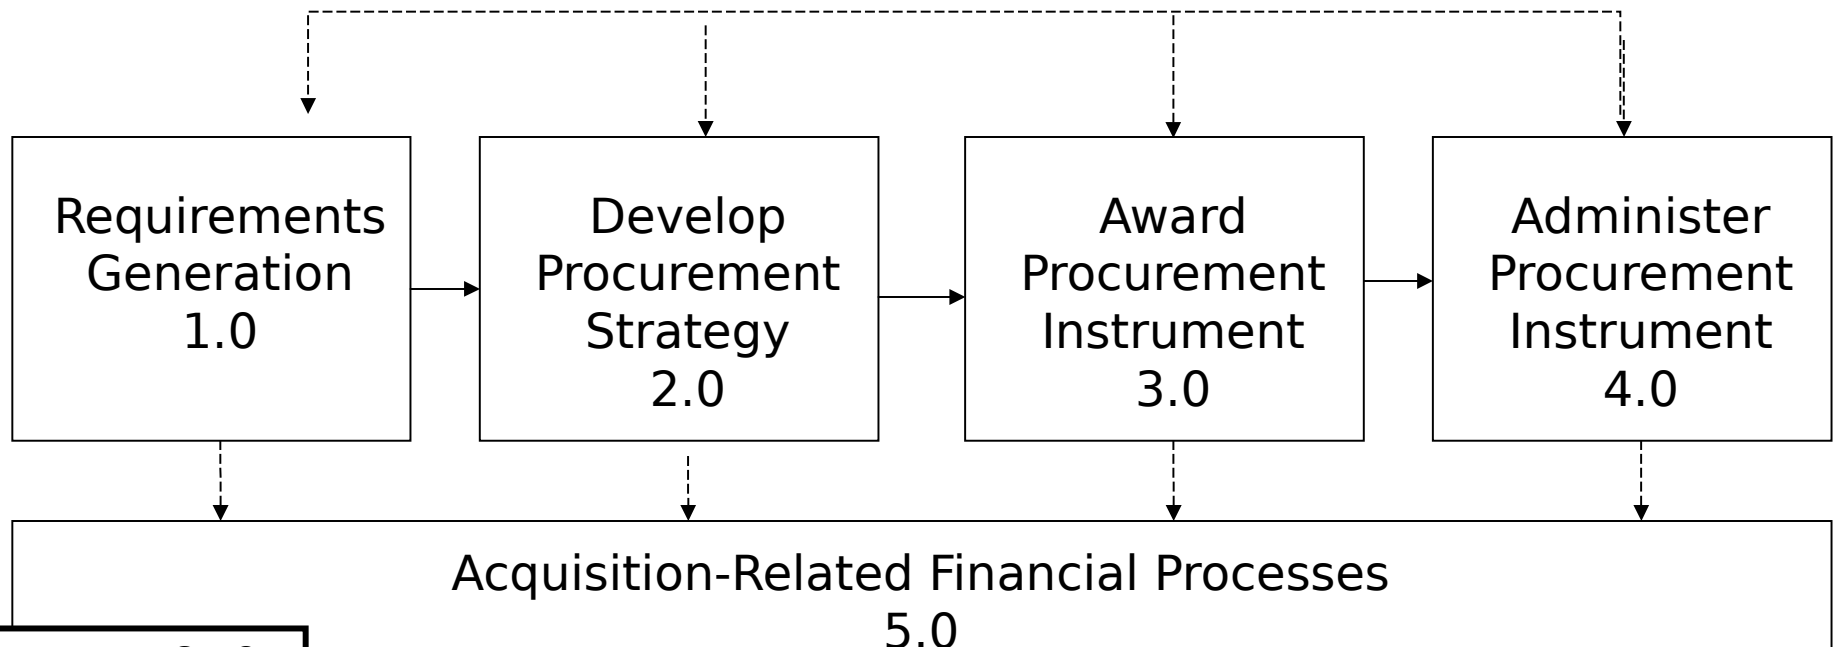 Requirements
Generation
1.0
Develop
Procurement
Strategy
2.0
Award
Procurement
Instrument
3.0
Administer
Procurement
Instrument
4.0
Acquisition-Related Financial Processes
5.0